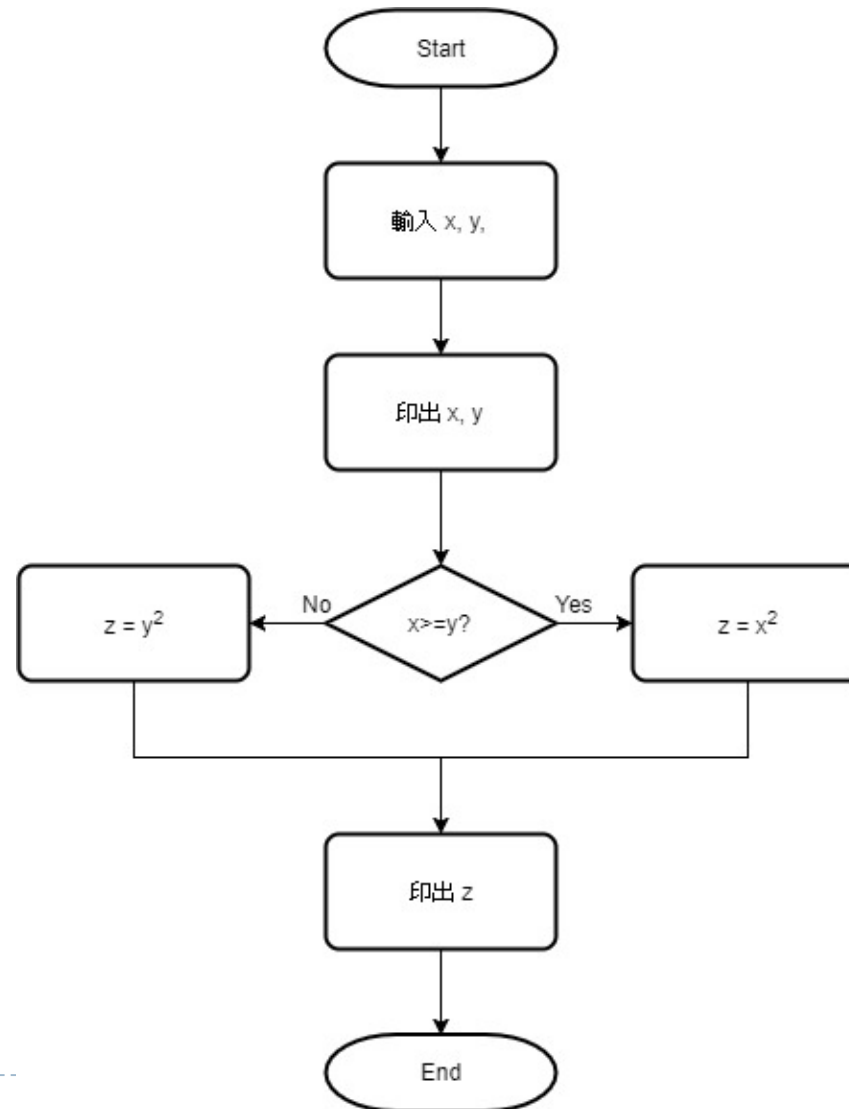 Start
輸入 x, y,
印出 x, y
No
x>=y?
Yes
z = y²
z = x²
印出 z
End